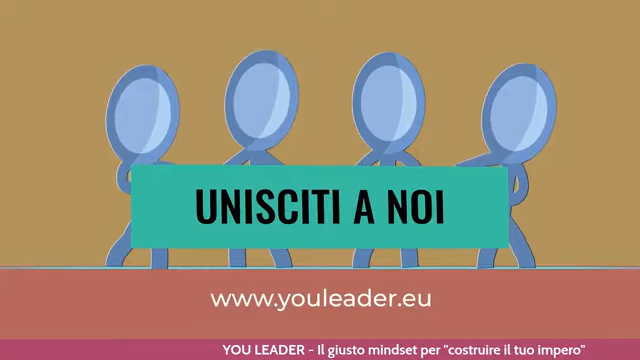 UNISCITI A NOI
www.youleader.eu
YOU LEADER - Il giusto mindset per "costruire il tuo impero"